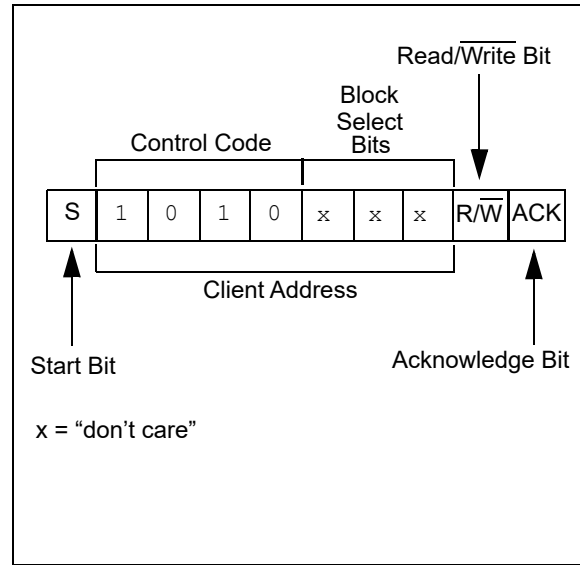 Read/Write Bit
Block
Select
Bits
Control Code
S 1 0 1 0 x x x R/W ACK
Client Address
Start Bit
Acknowledge Bit
x = “don’t care”